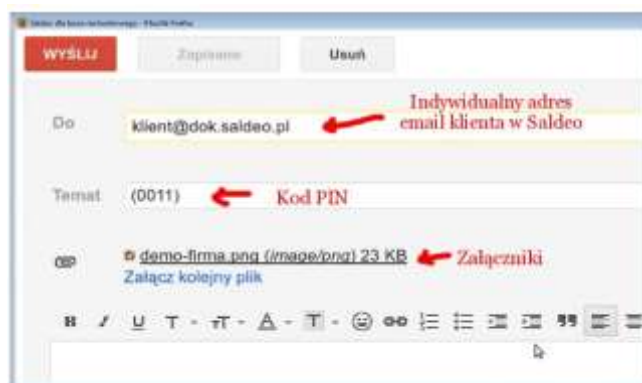 WYŚLIJ
Zapisano
Usuń
Indywidualny adres
email klienta w Saldeo
Do
klient@dok.saldeo.pl
Temat
(0011)
Kod PIN
demo-firma.png (image/png) 23 KB
Załączniki
Załącz kolejny plik